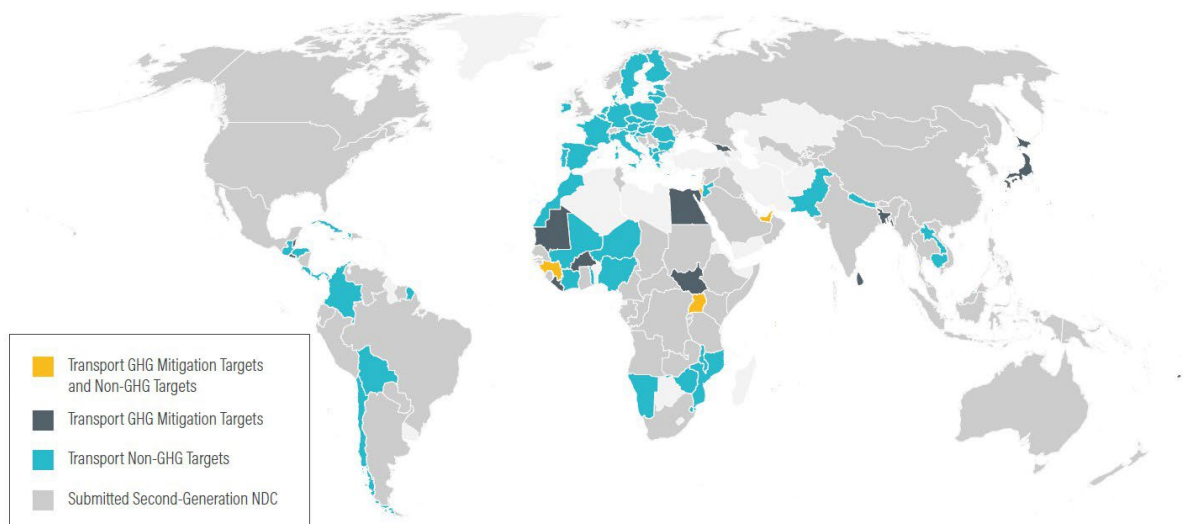 Transport GHG Mitigation Targets
and Non-GHG Targets
Transport GHG Mitigation Targets
Transport Non-GHG Targets
Submitted Second-Generation NDC